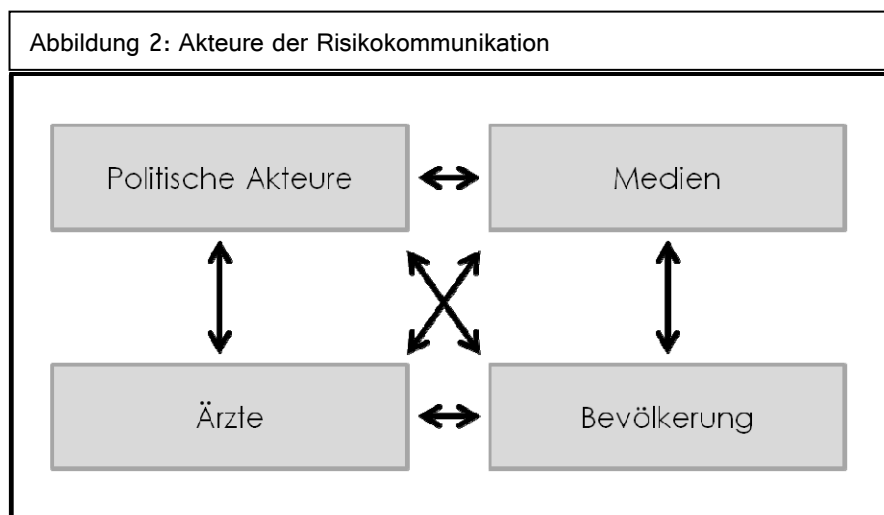 Abbildung 2: Akteure der Risikokommunikation
Politische Akteure
Medien
Ärzte
Bevölkerung